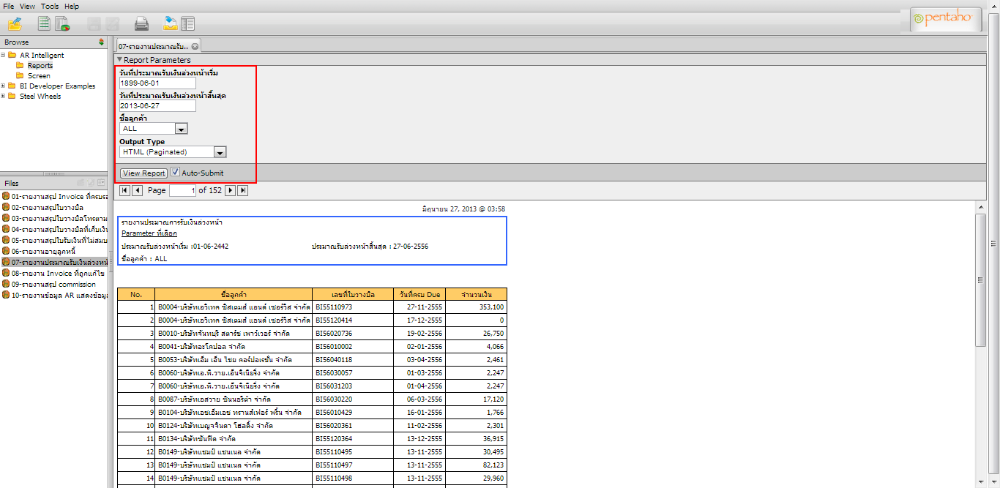 File View Tools Help
pentaho
Browse
AR Intelligent
Reports
Screen
BI Developer Examples
Steel Wheels
Files
01-รายงานสรุป Invoice ที่ครบรอ
02-รายงานสรุปใบวางบิล
03-รายงานสรุปใบวางบิลโทรตาม
04-รายงานสรุปใบวางบิลที่เก็บเงิน
05-รายงานสรุปใบรับเงินที่ไม่สมบ
06-รายงานอายุลูกหนี้
07-รายงานประมาณรับเงินล่วงหน้
08-รายงาน Invoice ที่ถูกแก้ไข
09-รายงานสรุป commission
10-รายงานข้อมูล AR แสดงข้อมูล
07-รายงานประมาณรับ..
Report Parameters
วันที่ประมาณรับเงินล่วงหน้าเริ่ม
1899-06-01
วันที่ประมาณรับเงินล่วงหน้าสิ้นสุด
2013-06-27
ชื่อลูกค้า
ALL
Output Type
HTML (Paginated)
View Report Auto-Submit
Page 1 of 152
มิถุนายน 27, 2013 @ 03:58
รายงานประมาณการรับเงินล่วงหน้า
Parameter ที่เลือก
ประมาณรับล่วงหน้าเริ่ม :01-06-2442 ประมาณรับล่วงหน้าสิ้นสุด : 27-06-2556
ชื่อลูกค้า : ALL
No. ชื่อลูกค้า เลขที่ใบวางบิล วันที่ครบ Due จำนวนเงิน
1 B0004-บริษัทเอวิเทค ซิสเตมส์ แอนด์ เซอร์วิส จำกัด BI55110973 27-11-2555 353,100
2 B0004-บริษัทเอวิเทค ซิสเตมส์ แอนด์ เซอร์วิส จำกัด BI55120414 17-12-2555 0
3 B0010-บริษัทจันทบุริ สตาร์ช เพาว์เวอร์ จำกัด BI56020736 19-02-2556 26,750
4 B0041-บริษัทอะโคปอล จำกัด BI56010002 02-01-2556 4,066
5 B0053-บริษัทเอ็ม เอ็น ไชย คอร์ปอเรชั่น จำกัด BI56040118 03-04-2556 2,461
6 B0060-บริษัทเอ.พี.วาย.เอ็นจิเนียริ่ง จำกัด BI56030057 01-03-2556 2,247
7 B0060-บริษัทเอ.พี.วาย.เอ็นจิเนียริ่ง จำกัด BI56031203 01-04-2556 2,247
8 B0087-บริษัทเอสวาย ซินนอริต้า จำกัด BI56030220 06-03-2556 17,120
9 B0104-บริษัทเอชเอ็มเอช ทรานส์เฟอร์ พริ้น จำกัด BI56010429 16-01-2556 1,766
10 B0124-บริษัทเบญจจินดา โฮลดิ้ง จำกัด BI56020361 11-02-2556 2,301
11 B0134-บริษัทซันฟีด จำกัด BI55120364 13-12-2555 36,915
12 B0149-บริษัทแชมป์ แชนเนล จำกัด BI55110495 13-11-2555 30,495
13 B0149-บริษัทแชมป์ แชนเนล จำกัด BI55110497 13-11-2555 82,123
14 B0149-บริษัทแชมป์ แชนเนล จำกัด BI55110498 13-11-2555 29,960